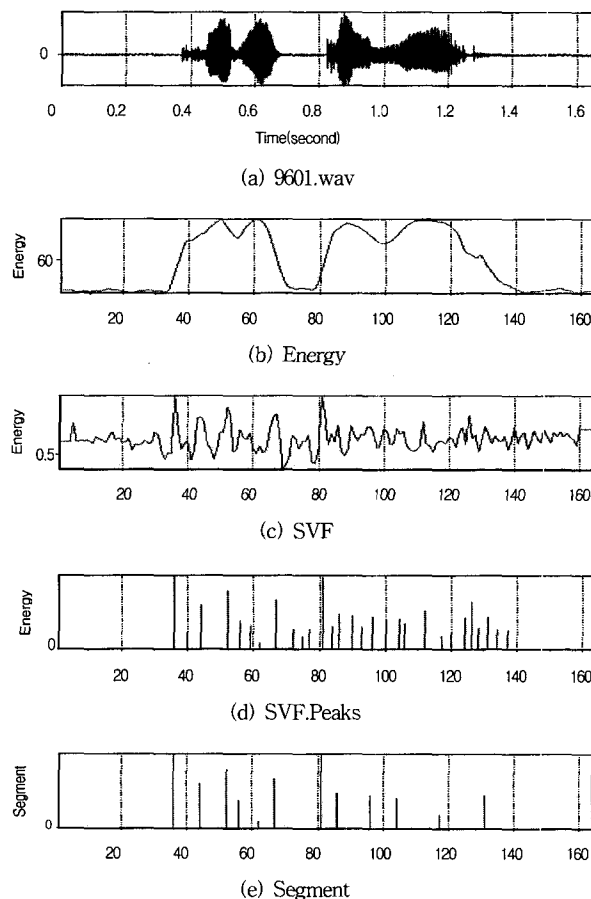 0
0 0.2 0.4 0.6 0.8 1.0 1.2 1.4 1.6
Time(second)
(a) 9601.wav
Energy
60
20 40 60 80 100 120 140 160
(b) Energy
Energy
0.5
20 40 60 80 100 120 140 160
(c) SVF
Energy
0
20 40 60 80 100 120 140 160
(d) SVF.Peaks
Segment
0
20 40 60 80 100 120 140 160
(e) Segment